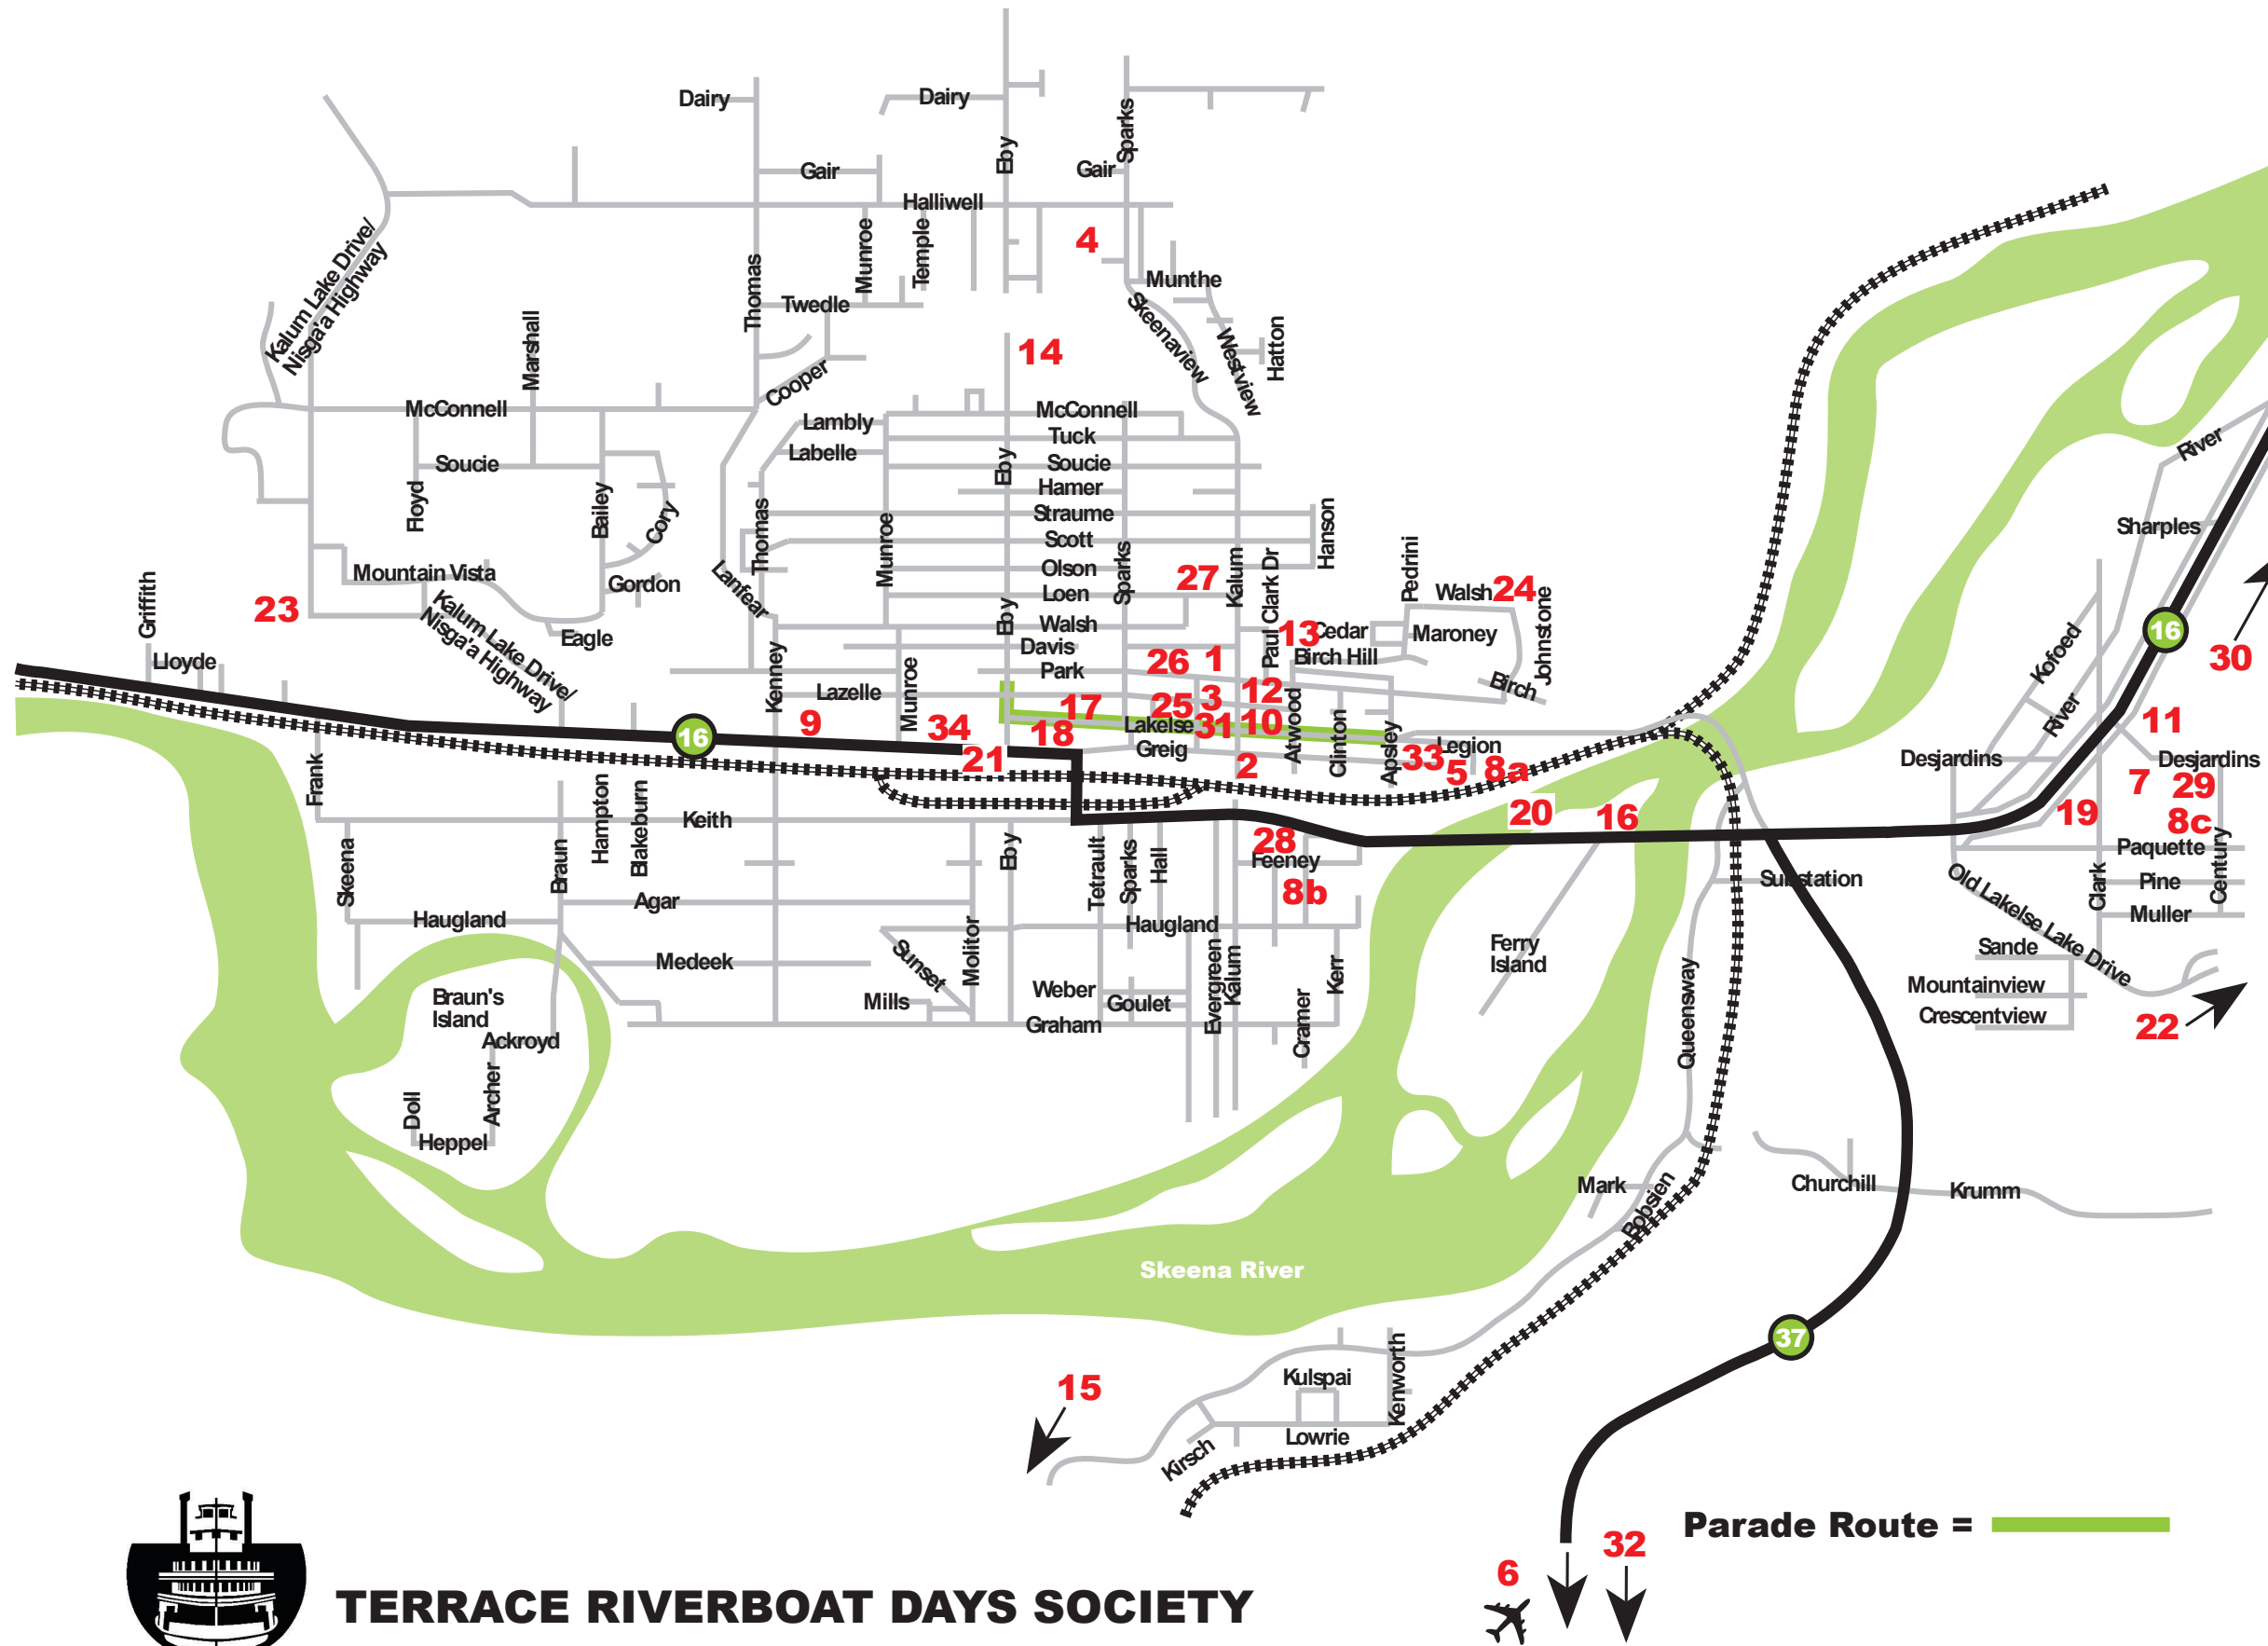 Dairy
Dairy
Sparks
Eby
Gair
Gair
Halliwell
Kalum Lake Drive/
Nisga'a Highway
Munroe
Temple
4
Thomas
Munthe
Twedle
Skeenaview
Westview
Hatton
Marshall
14
Cooper
McConnell
McConnell
Lambly
Tuck
Labelle
Soucie
Eby
Soucie
Hamer
Floyd
Bailey
Cory
Thomas
Munroe
Straume
Hanson
Scott
Sparks
Olson
27
Kalum
Paul Clark Dr
Pedrini
Loen
Walsh
24
Johnstone
Mountain Vista
Gordon
Lanfear
Griffith
23
Kalum Lake Drive/
Nisga'a Highway
Eagle
Eby
Walsh
13
Cedar
Maroney
Davis
Birch Hill
Lloyde
Park
26
1
Birch
Kenney
Lazelle
Munroe
17
25
3
12
Atwood
Lakelse
31
10
Clinton
Apsley
16
9
34
18
Greig
21
2
33
Legion
5
8a
River
Sharples
16
30
Kofoed
River
11
Desjardins
Desjardins
7
29
19
8c
Paquette
Century
Clark
Pine
Muller
Old Lakelse Lake Drive
Sande
Mountainview
Crescentview
22
Frank
Hampton
Blakeburn
Keith
20
16
28
Feeney
Skeena
Braun
Eby
Tetrault
Sparks
Hall
8b
Substation
Agar
Haugland
Haugland
Molitor
Sunset
Evergreen
Kalum
Ferry
Island
Medeek
Kerr
Queensway
Mills
Weber
Goulet
Graham
Cramer
Braun's
Island
Ackroyd
Archer
Doll
Heppel
Mark
Bobsien
Churchill
Krumm
Skeena River
37
15
Kulspai
Kenworth
Lowrie
Kirsch
Parade Route =
6
32
TERRACE RIVERBOAT DAYS SOCIETY